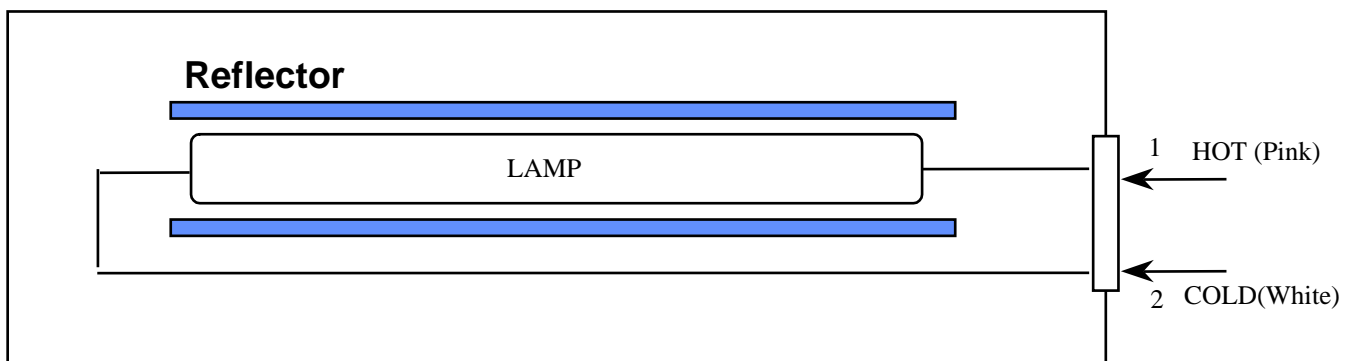 Reflector
LAMP
1
HOT (Pink)
2
COLD(White)